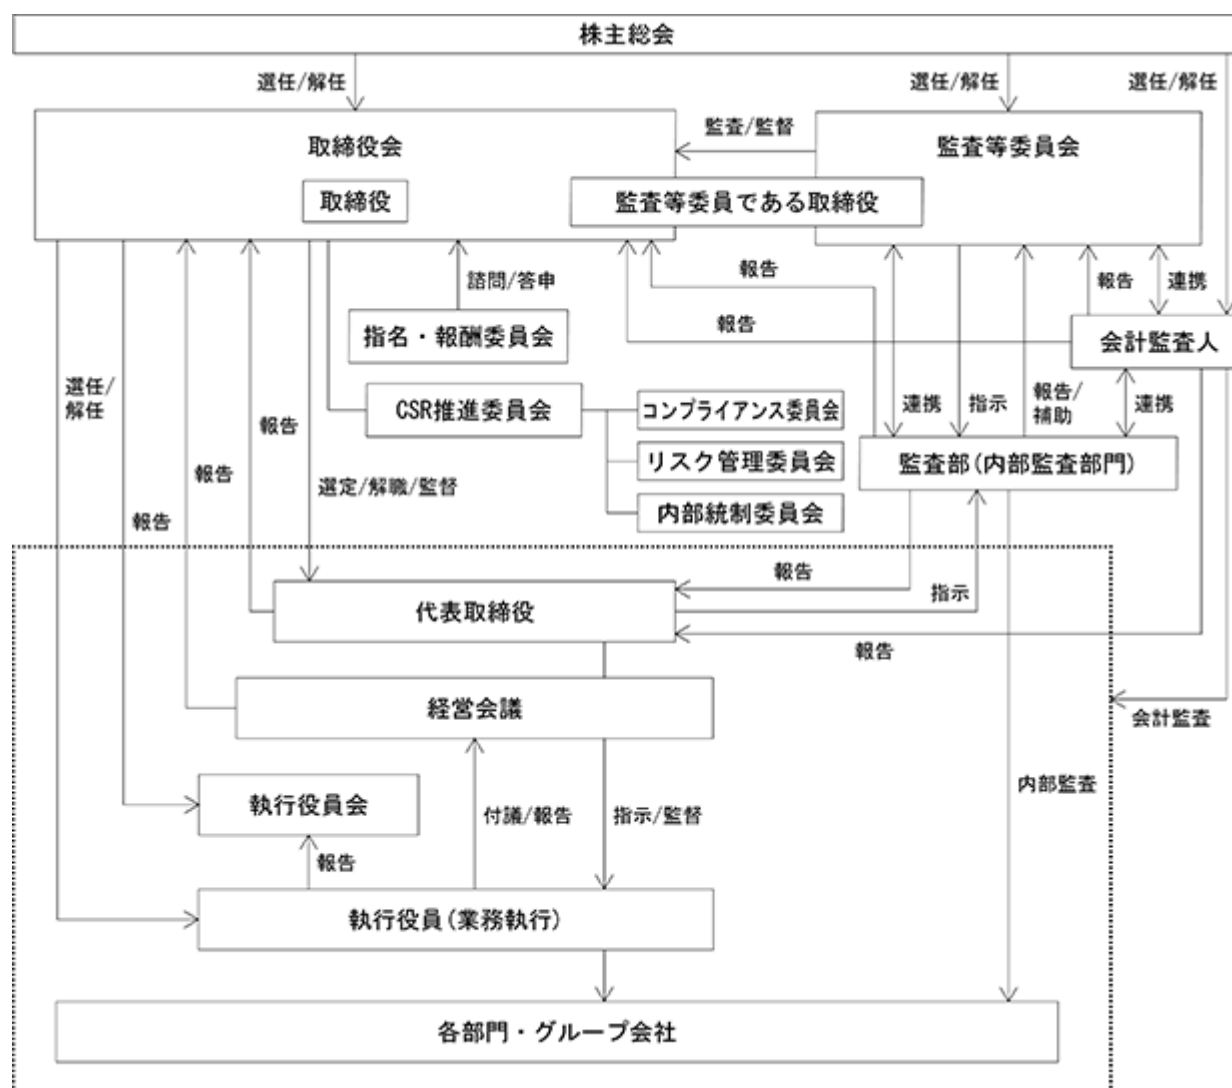 株主総会
選任/解任
選任/解任
選任/解任
取締役会
監査/監督
監査等委員会
取締役
監査等委員である取締役
諮問/答申
報告
報告
報告
連携
指名・報酬委員会
会計監査人
選任/
解任
報告
CSR推進委員会
コンプライアンス委員会
連携
指示
報告/
補助
連携
報告
リスク管理委員会
監査部(内部監査部門)
選定/解職/監督
内部統制委員会
報告
報告
代表取締役
指示
報告
経営会議
会計監査
執行役員会
付議/報告
指示/監督
内部監査
報告
執行役員(業務執行)
各部門・グループ会社